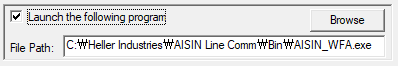 Launch the following program
Browse
File Path: C:₩Heller Industries₩AISIN Line Comm₩Bin₩AISIN_WFA.exe